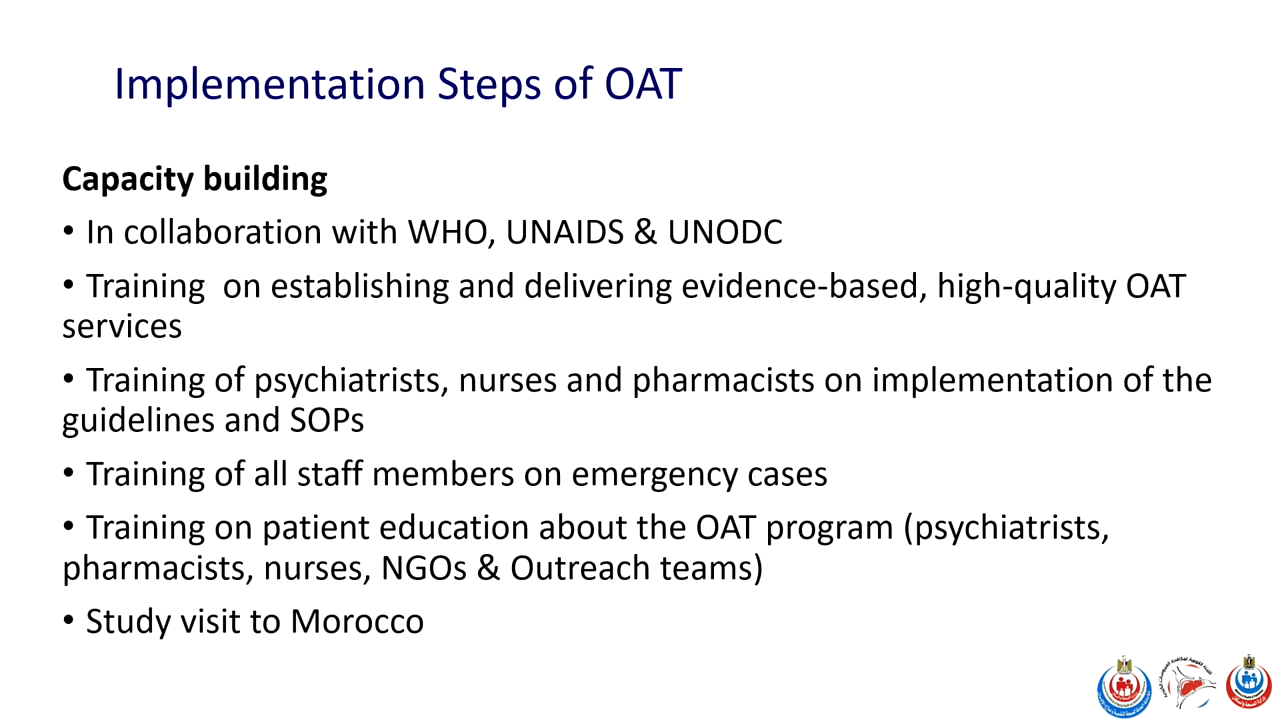 Implementation Steps of OAT
Capacity building
• In collaboration with WHO, UNAIDS & UNODC
• Training  on establishing and delivering evidence-based, high-quality OAT
services
• Training of psychiatrists, nurses and pharmacists on implementation of the
guidelines and SOPs
• Training of all staff members on emergency cases
• Training on patient education about the OAT program (psychiatrists,
pharmacists, nurses, NGOs & Outreach teams)
• Study visit to Morocco